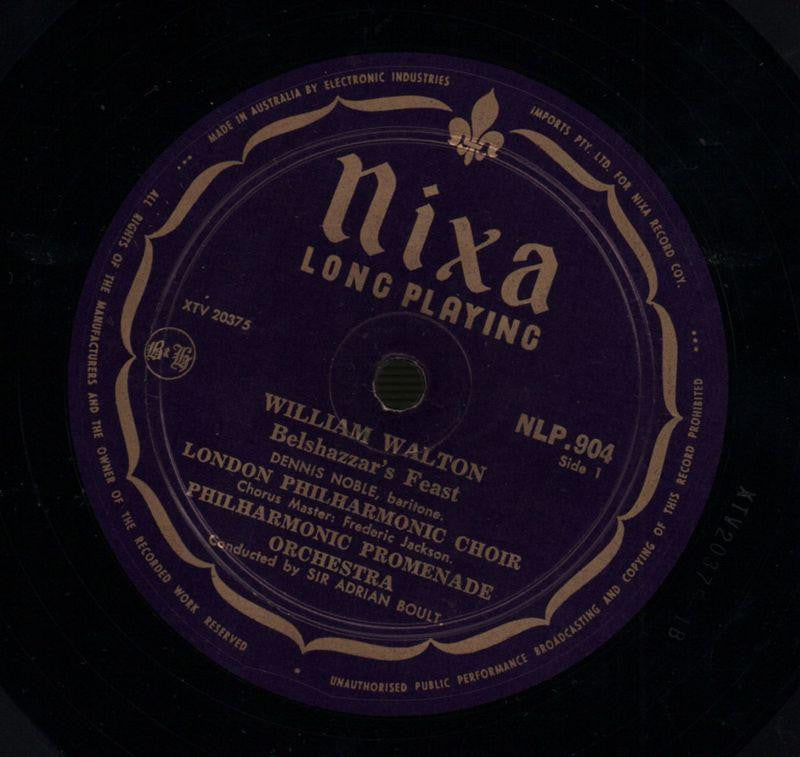 MADE IN AUSTRALIA BY ELECTRONIC INDUSTRIES
IMPORTS PTY. LTD. FOR NIXA RECORD COY.
nixa
LONG PLAYING
XTV 20375
B&H
WILLIAM WALTON
Belshazzar's Feast
DENNIS NOBLE, baritone.
LONDON PHILHARMONIC CHOIR
Chorus Master: Frederic Jackson.
PHILHARMONIC PROMENADE
ORCHESTRA
Conducted by SIR ADRIAN BOULT.
NLP.904
Side 1
ALL RIGHTS OF THE MANUFACTURERS AND THE OWNER OF THE RECORDED WORK RESERVED
UNAUTHORISED PUBLIC PERFORMANCE BROADCASTING AND COPYING OF THIS RECORD PROHIBITED
1B